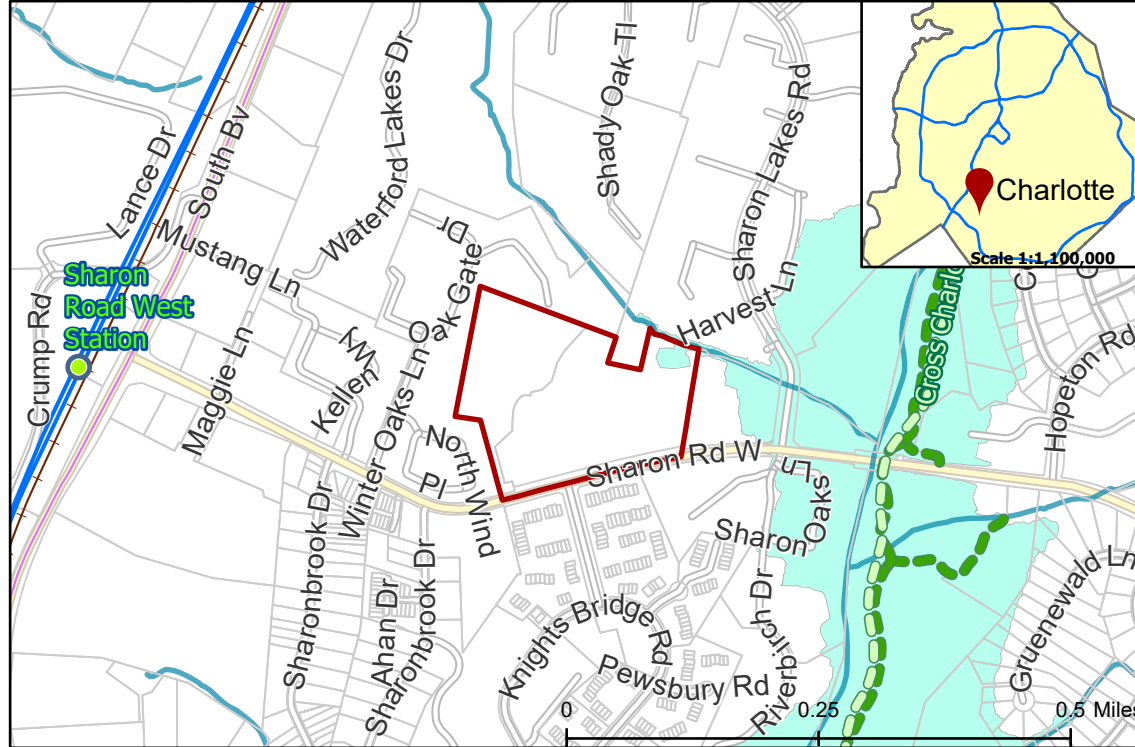 Lance Dr
South Bv
Waterford Lakes Dr
Shady Oak Tl
Sharon Lakes Rd
Charlotte
Scale 1:1,100,000
Mustang Ln
Oak Gate Dr
Harvest Ln
Sharon
Road West
Station
Crump Rd
Maggie Ln
Kellen Wy
Winter Oaks Ln
North Wind Pl
Sharon Rd W
Hopeton Rd
Sharon Oaks Ln
Sharonbrook Dr
Ahan Dr
Sharonbrook Dr
Knights Bridge Rd
Pewsbury Rd
Riverbirch Dr
Gruenewald Ln
Cross Charlo
0
0.25
0.5 Miles